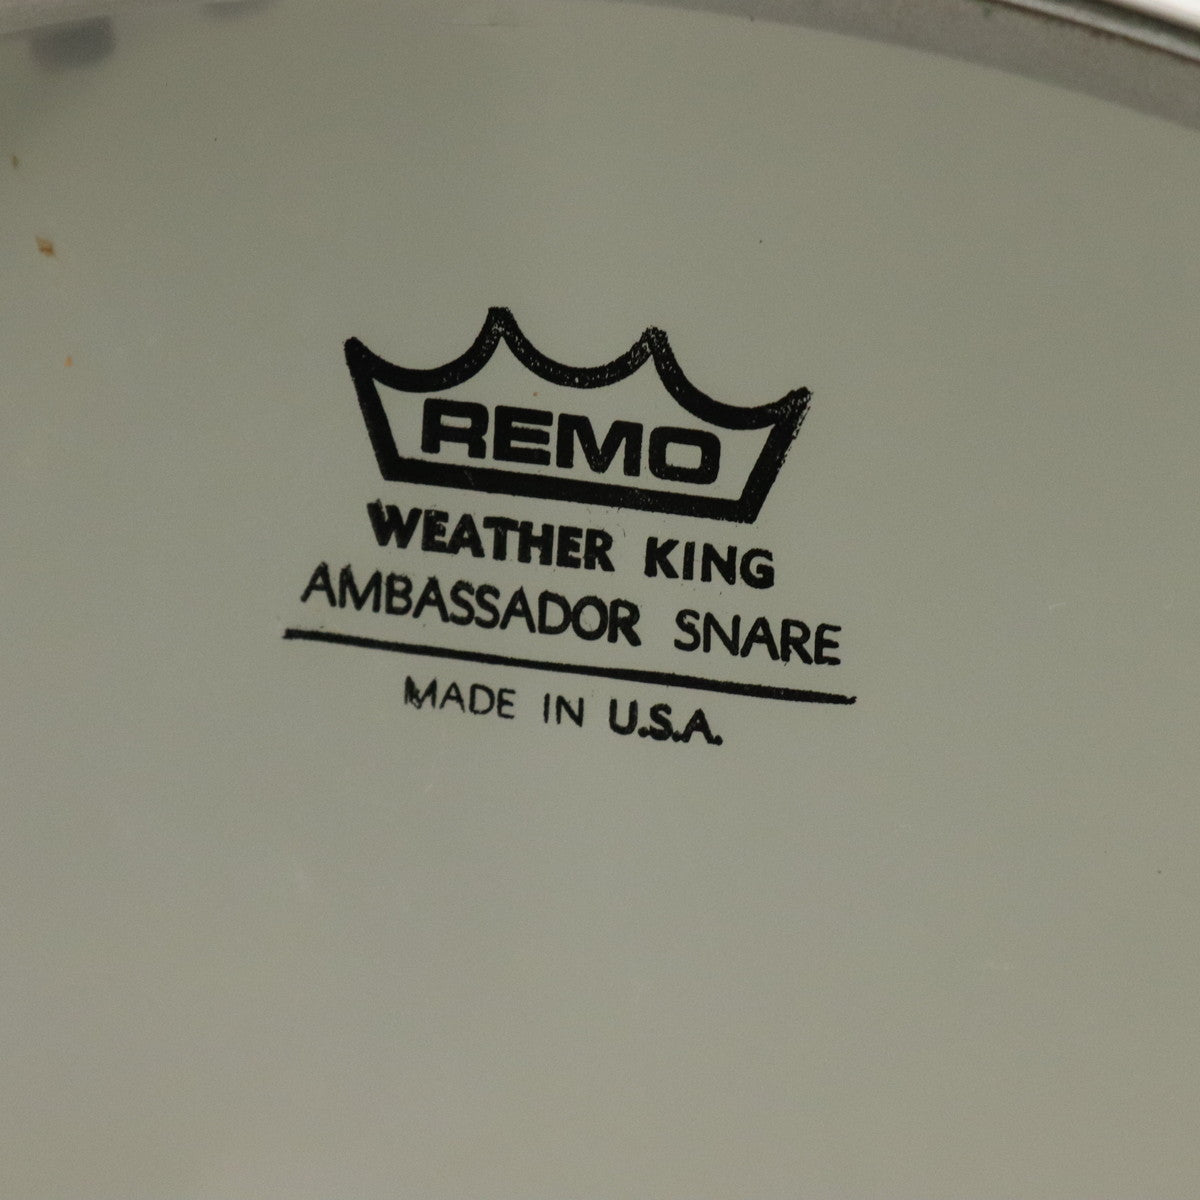 REMO
WEATHER KING
AMBASSADOR SNARE
MADE IN U.S.A.